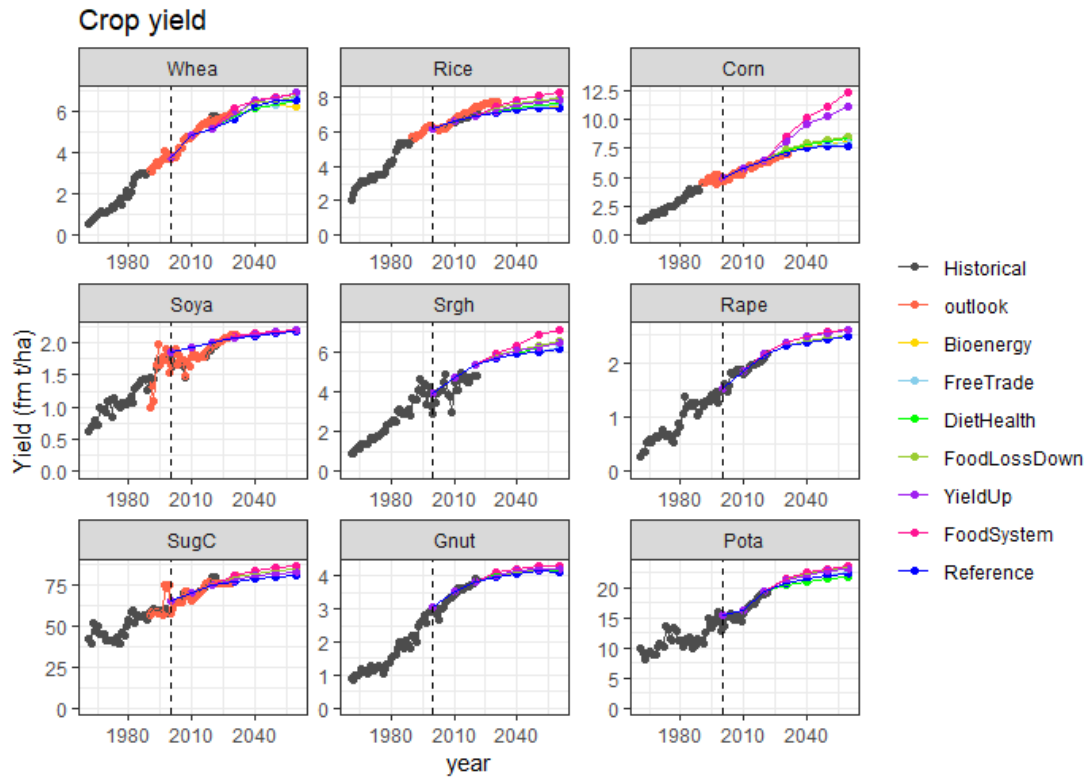 Crop yield
Whea
Rice
Corn
6
4
2
0
8
6
4
2
0
12.5
10.0
7.5
5.0
2.5
0.0
1980 2010 2040
1980 2010 2040
1980 2010 2040
Soya
Srgh
Rape
2.0
1.5
1.0
0.5
0.0
6
4
2
0
2
1
0
1980 2010 2040
1980 2010 2040
1980 2010 2040
SugC
Gnut
Pota
75
50
25
0
4
3
2
1
0
20
15
10
5
0
1980 2010 2040
1980 2010 2040
1980 2010 2040
Yield (fm t/ha)
year
Historical
outlook
Bioenergy
FreeTrade
DietHealth
FoodLossDown
YieldUp
FoodSystem
Reference